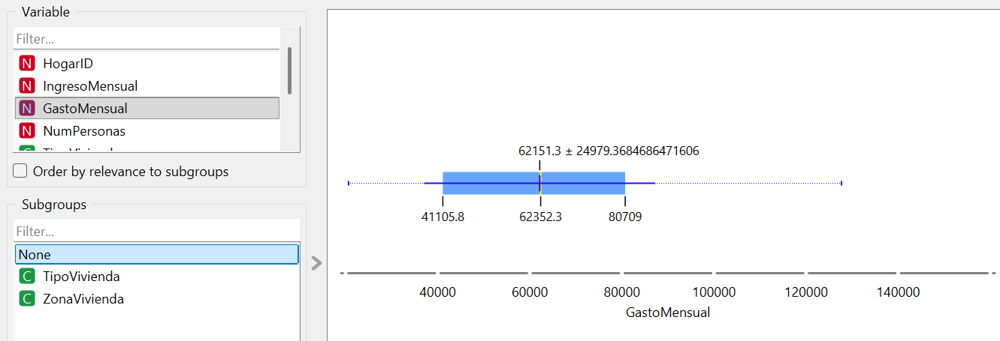 Variable
Filter...
N HogarID
N IngresoMensual
N GastoMensual
N NumPersonas
Order by relevance to subgroups
Subgroups
Filter...
None
C TipoVivienda
C ZonaVivienda
62151.3 ± 24979.3684686471606
41105.8 62352.3 80709
40000 60000 80000 100000 120000 140000
GastoMensual